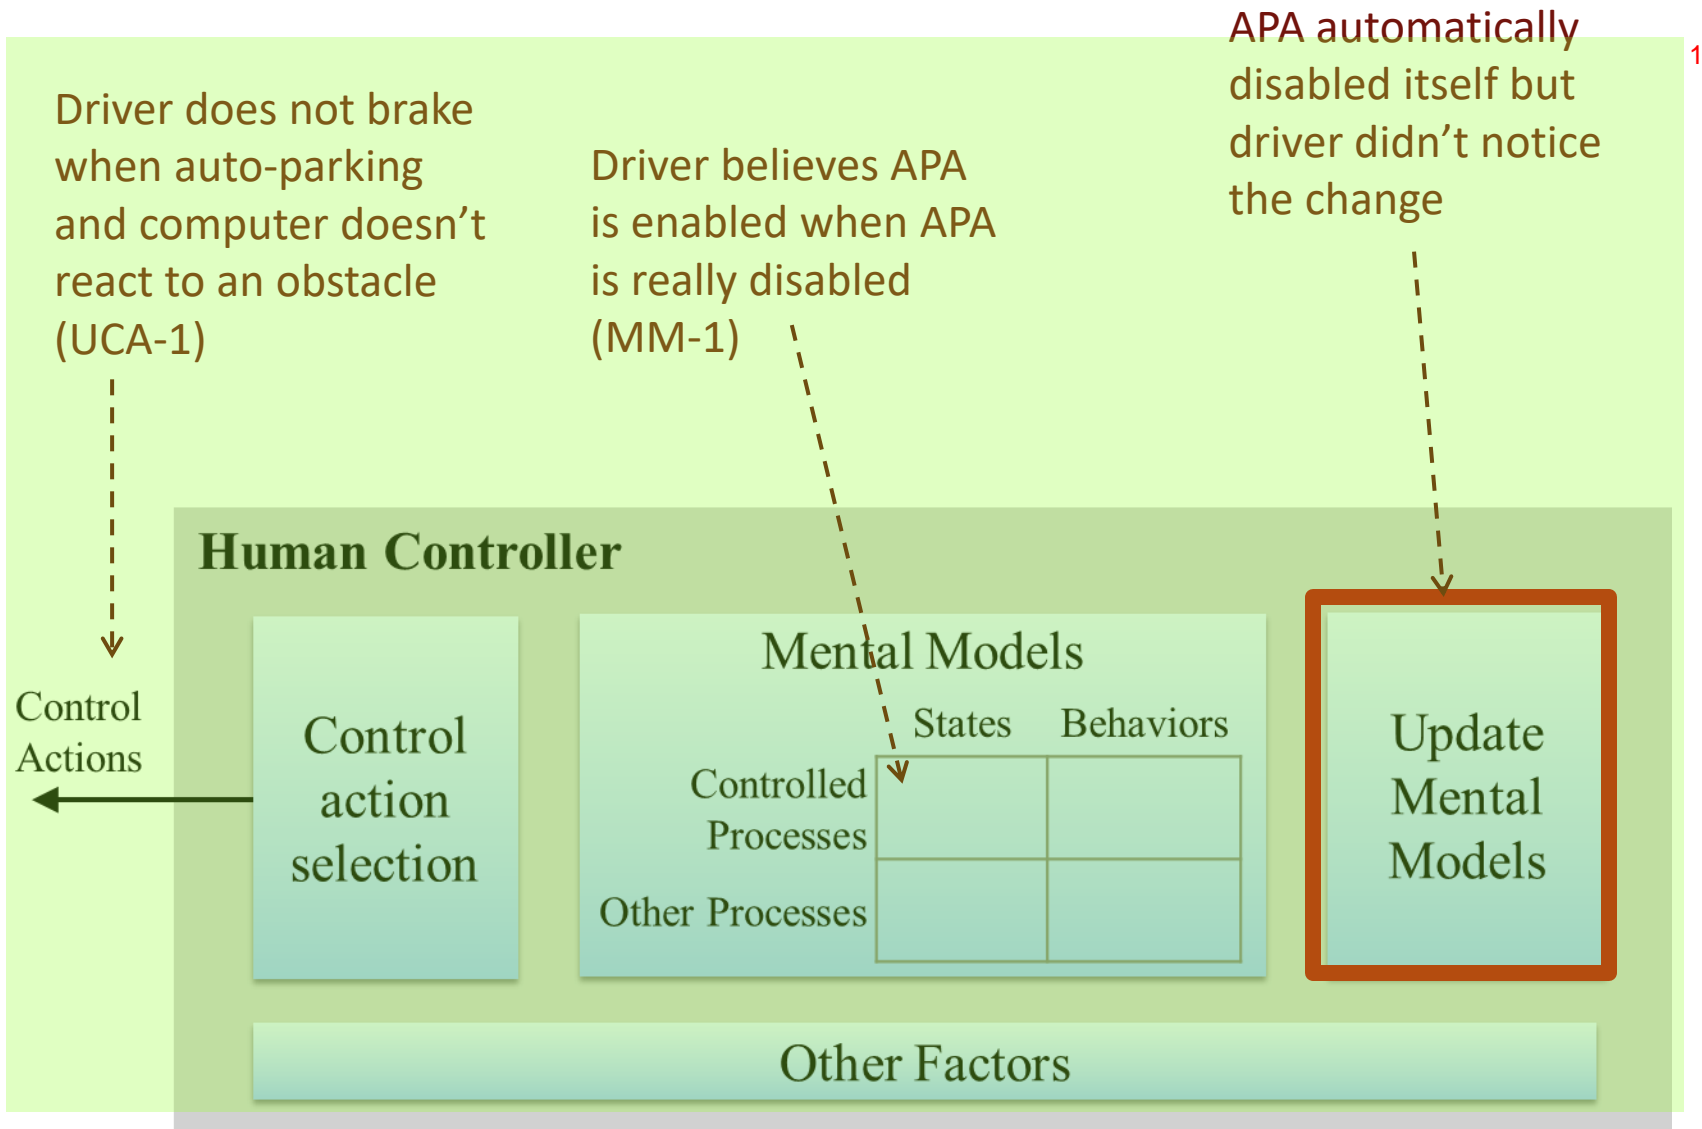 APA automatically
disabled itself but
driver didn’t notice
the change
1
Driver does not brake
when auto-parking
and computer doesn’t
react to an obstacle
(UCA-1)
Driver believes APA
is enabled when APA
is really disabled
(MM-1)
Human Controller
Control
Actions
Control
action
selection
Mental Models
States Behaviors
Controlled
Processes
Other Processes
Update
Mental
Models
Other Factors